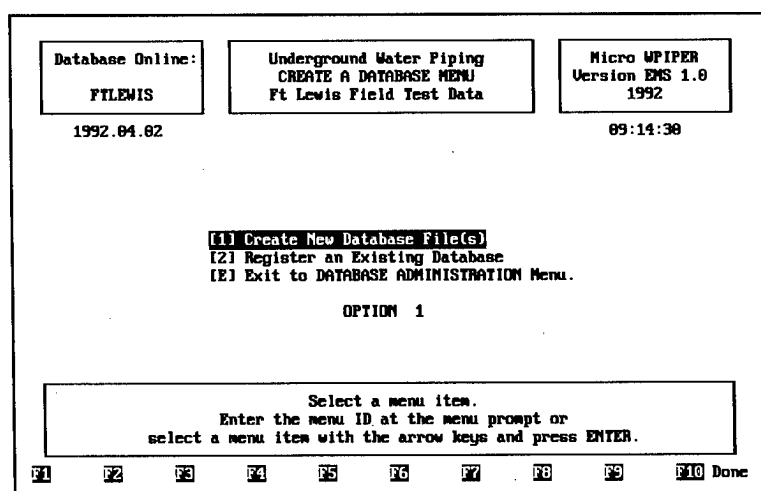 Database Online:
FTLEWIS
Underground Water Piping
CREATE A DATABASE MENU
Ft Lewis Field Test Data
Micro WPIPER
Version EMS 1.0
1992
1992.04.02
09:14:30
[1] Create New Database File(s)
[2] Register an Existing Database
[E] Exit to DATABASE ADMINISTRATION Menu.
OPTION 1
Select a menu item.
Enter the menu ID at the menu prompt or
select a menu item with the arrow keys and press ENTER.
F1 F2 F3 F4 F5 F6 F7 F8 F9 F10 Done